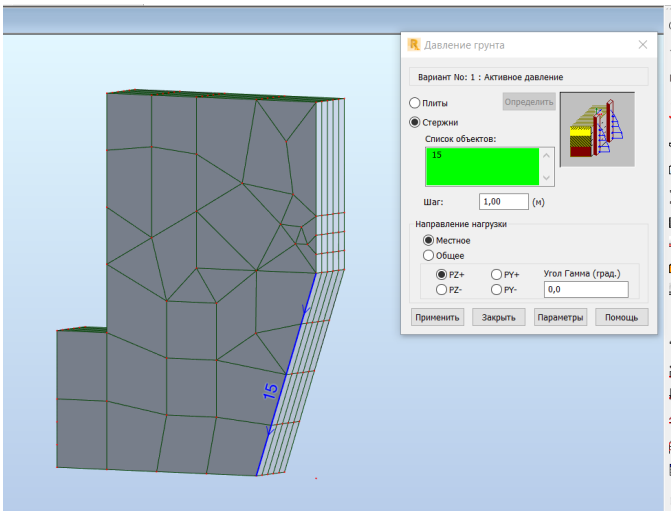 Давление грунта
Вариант No: 1 : Активное давление
Плиты
Определить
Стержни
Список объектов:
15
Шаг: 1,00 (м)
Направление нагрузки
Местное
Общее
PZ+ PY+ Угол Гамма (град.)
PZ- PY- 0,0
Применить Закрыть Параметры Помощь
15